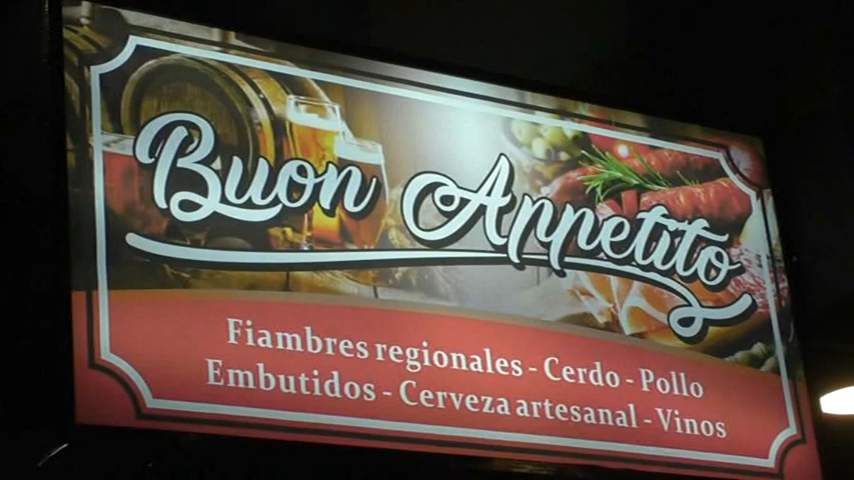 Buon Appetito
Fiambres regionales - Cerdo - Pollo
Embutidos - Cerveza artesanal - Vinos